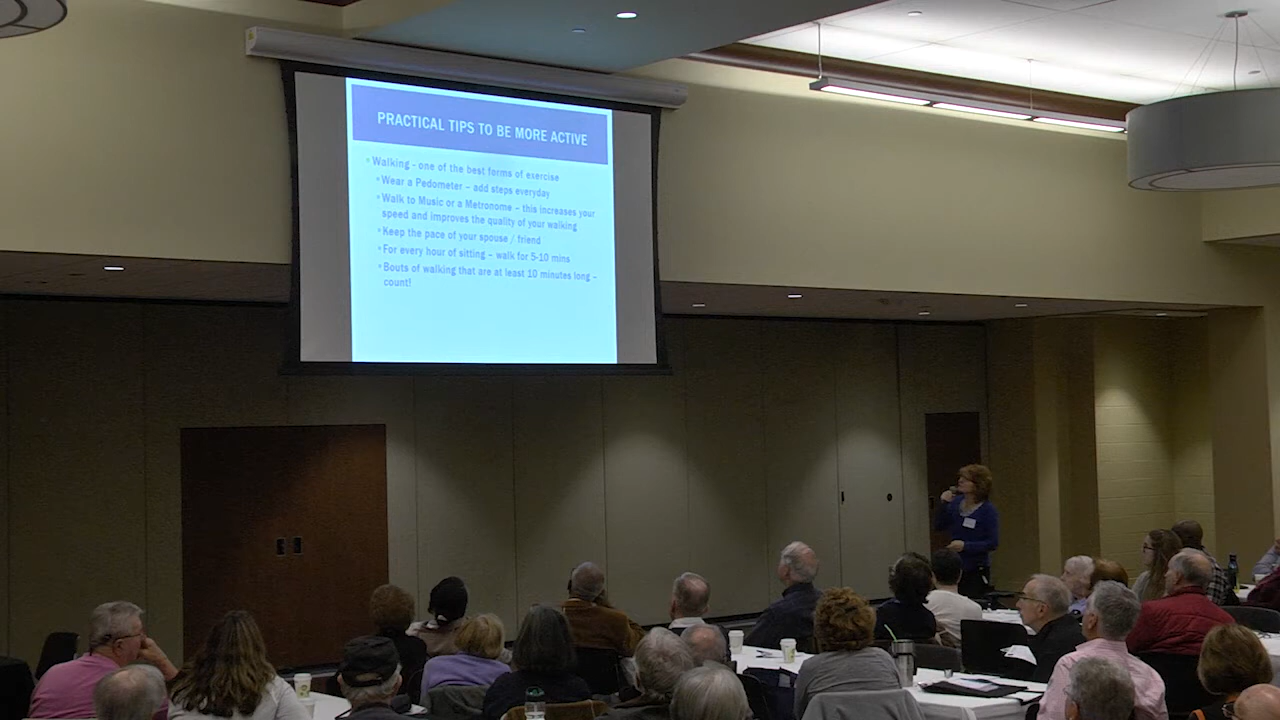 PRACTICAL TIPS TO BE MORE ACTIVE
Walking - one of the best forms of exercise
Wear a Pedometer – add steps everyday
Walk to Music or a Metronome – this increases your
speed and improves the quality of your walking
Keep the pace of your spouse / friend
For every hour of sitting – walk for 5-10 mins
Bouts of walking that are at least 10 minutes long –
count!